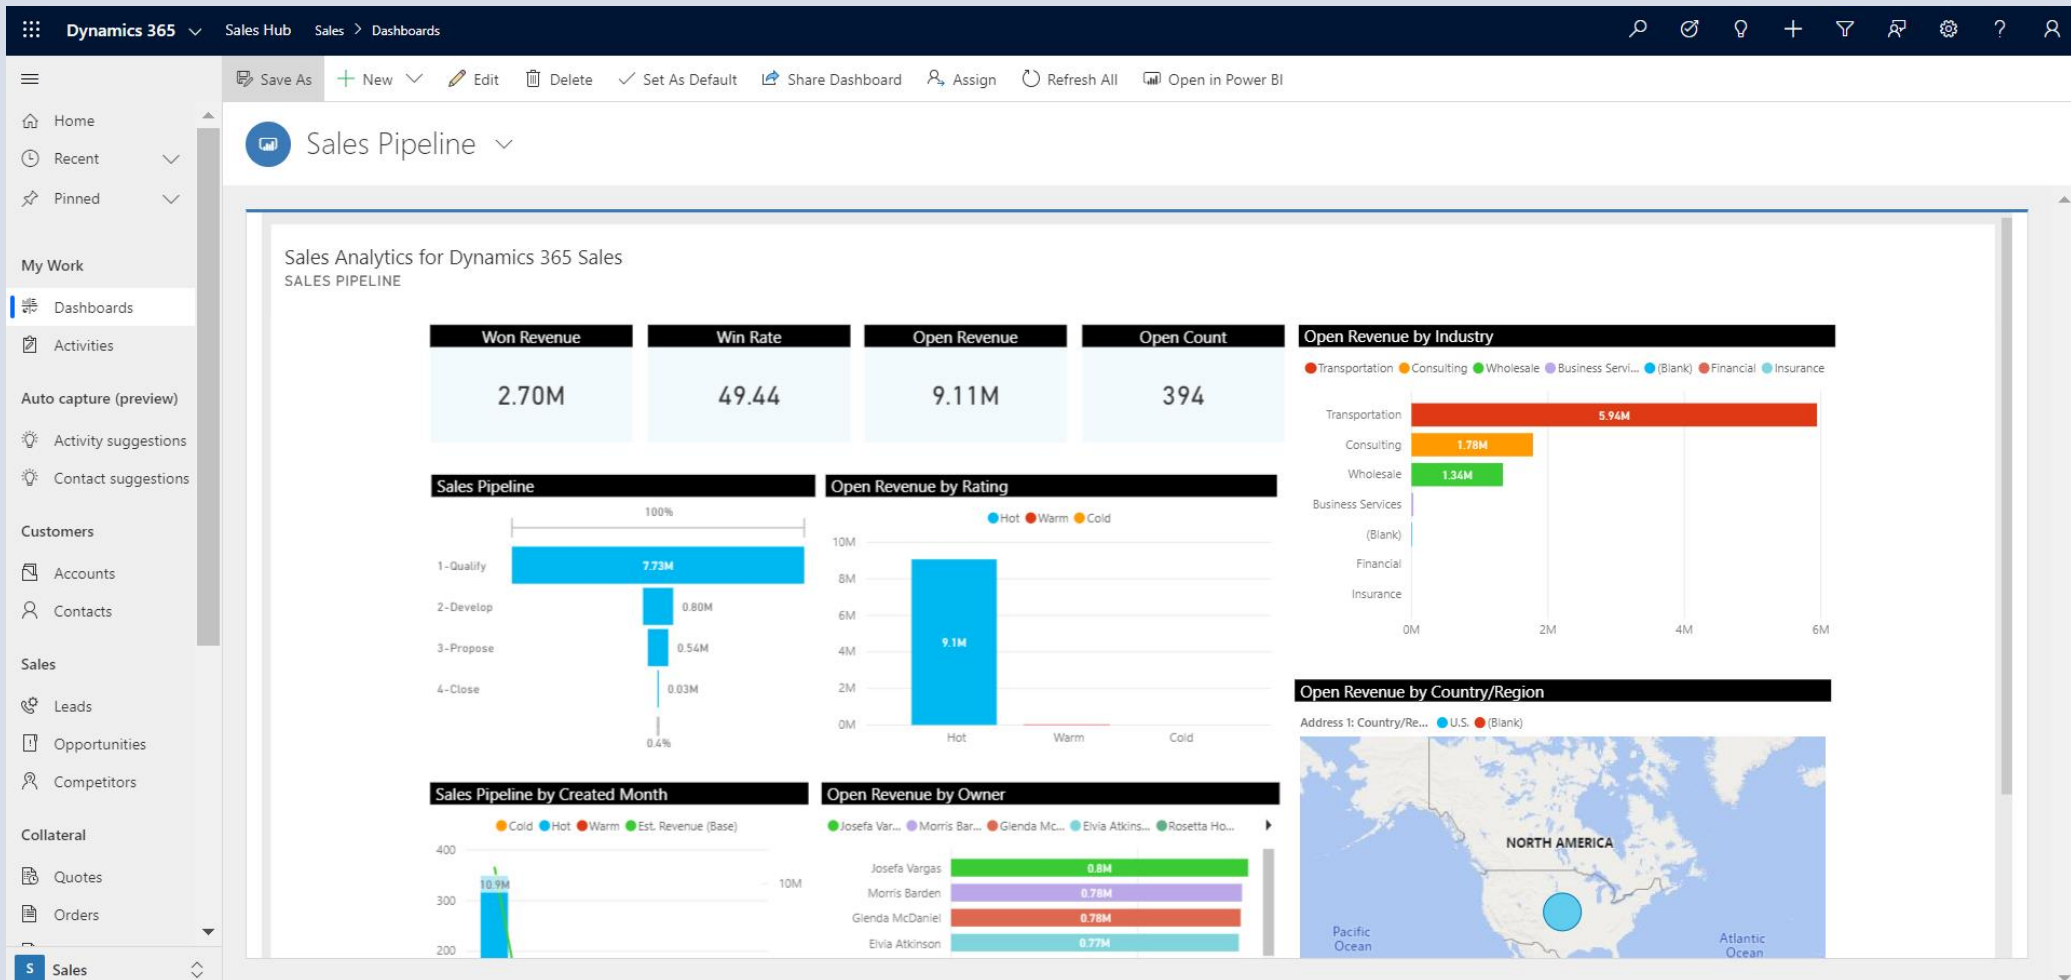 Dynamics 365 Sales Hub Sales > Dashboards
Save As New Edit Delete Set As Default Share Dashboard Assign Refresh All Open in Power BI
Home
Recent
Pinned
My Work
Dashboards
Activities
Auto capture (preview)
Activity suggestions
Contact suggestions
Customers
Accounts
Contacts
Sales
Leads
Opportunities
Competitors
Collateral
Quotes
Orders
S Sales
Sales Pipeline
Sales Analytics for Dynamics 365 Sales
SALES PIPELINE
Won Revenue
2.70M
Win Rate
49.44
Open Revenue
9.11M
Open Count
394
Open Revenue by Industry
Transportation Consulting Wholesale Business Servi... (Blank) Financial Insurance
Transportation 5.94M
Consulting 1.78M
Wholesale 1.34M
Business Services
(Blank)
Financial
Insurance
0M 2M 4M 6M
Sales Pipeline
100%
1-Qualify 7.73M
2-Develop 0.80M
3-Propose 0.54M
4-Close 0.03M
0.4%
Open Revenue by Rating
Hot Warm Cold
10M
8M
6M
9.1M
4M
2M
0M
Hot Warm Cold
Open Revenue by Country/Region
Address 1: Country/Re... U.S. (Blank)
NORTH AMERICA
Pacific
Ocean
Atlantic
Ocean
Sales Pipeline by Created Month
Cold Hot Warm Est. Revenue (Base)
400
10.9M 10M
300
200
Open Revenue by Owner
Josefa Var... Morris Bar... Glenda Mc... Elvia Atkins... Rosetta Ho...
Josefa Vargas 0.8M
Morris Barden 0.78M
Glenda McDaniel 0.78M
Elvia Atkinson 0.77M